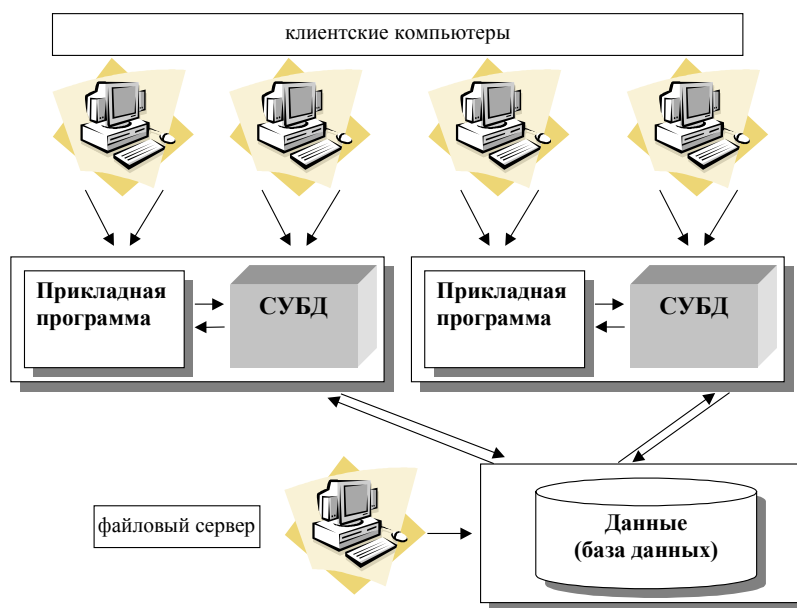 клиентские компьютеры
Прикладная
программа
СУБД
Прикладная
программа
СУБД
файловый сервер
Данные
(база данных)